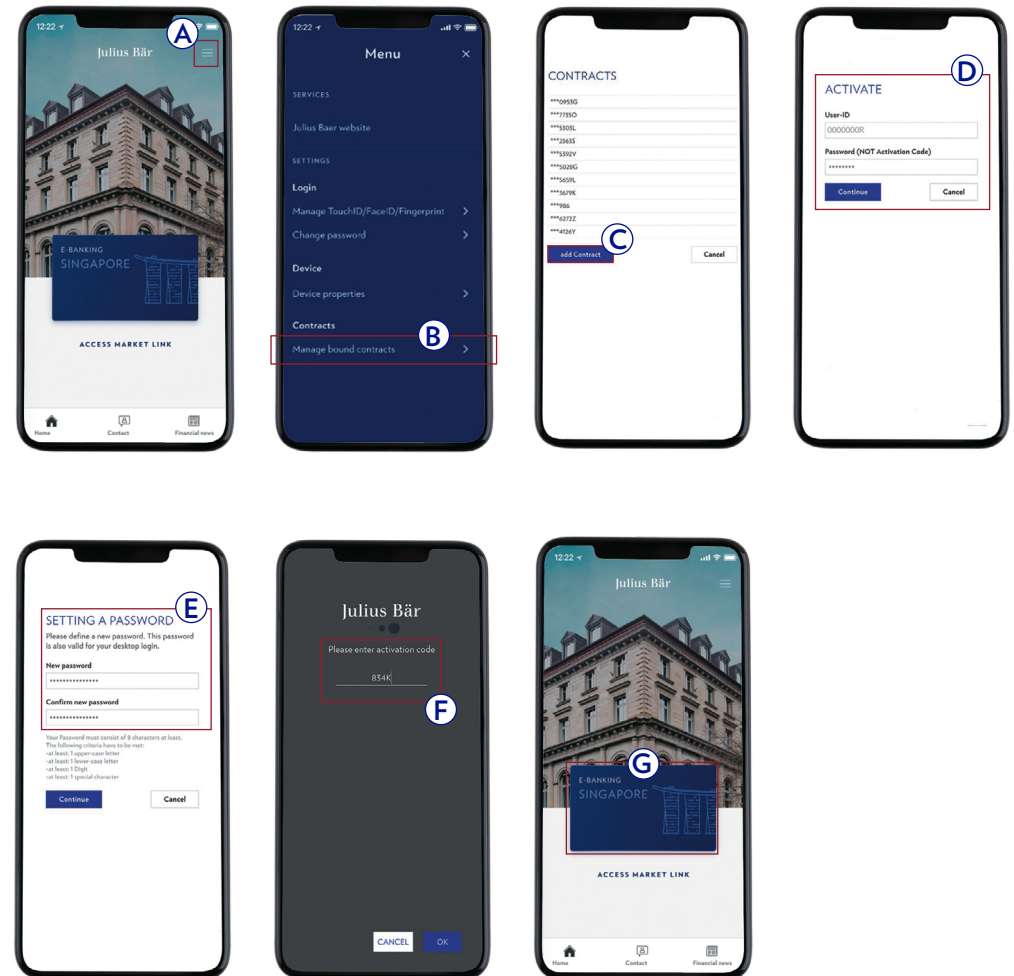 12:22
A
Julius Bär
E-BANKING
SINGAPORE
ACCESS MARKET LINK
Home
Contact
Financial news
12:22
Menu
×
SERVICES
Julius Baer website
SETTINGS
Login
Manage TouchID/FaceID/Fingerprint
Change password
Device
Device properties
Contracts
B
Manage bound contracts
CONTRACTS
***0953G
***7735O
***5303L
***2363S
***5392V
***5028G
***5659L
***3679K
***986
***6272Z
***4126Y
C
add Contract
Cancel
D
ACTIVATE
User-ID
0000000R
Password (NOT Activation Code)
********
Continue
Cancel
E
SETTING A PASSWORD
Please define a new password. This password
is also valid for your desktop login.
New password
***************
Confirm new password
***************
Your Password must consist of 8 characters at least.
The following criteria have to be met:
-at least: 1 upper-case letter
-at least: 1 lower-case letter
-at least: 1 Digit
-at least: 1 special character
Continue
Cancel
Julius Bär
Please enter activation code
834K
F
CANCEL
OK
12:22
Julius Bär
G
E-BANKING
SINGAPORE
ACCESS MARKET LINK
Home
Contact
Financial news